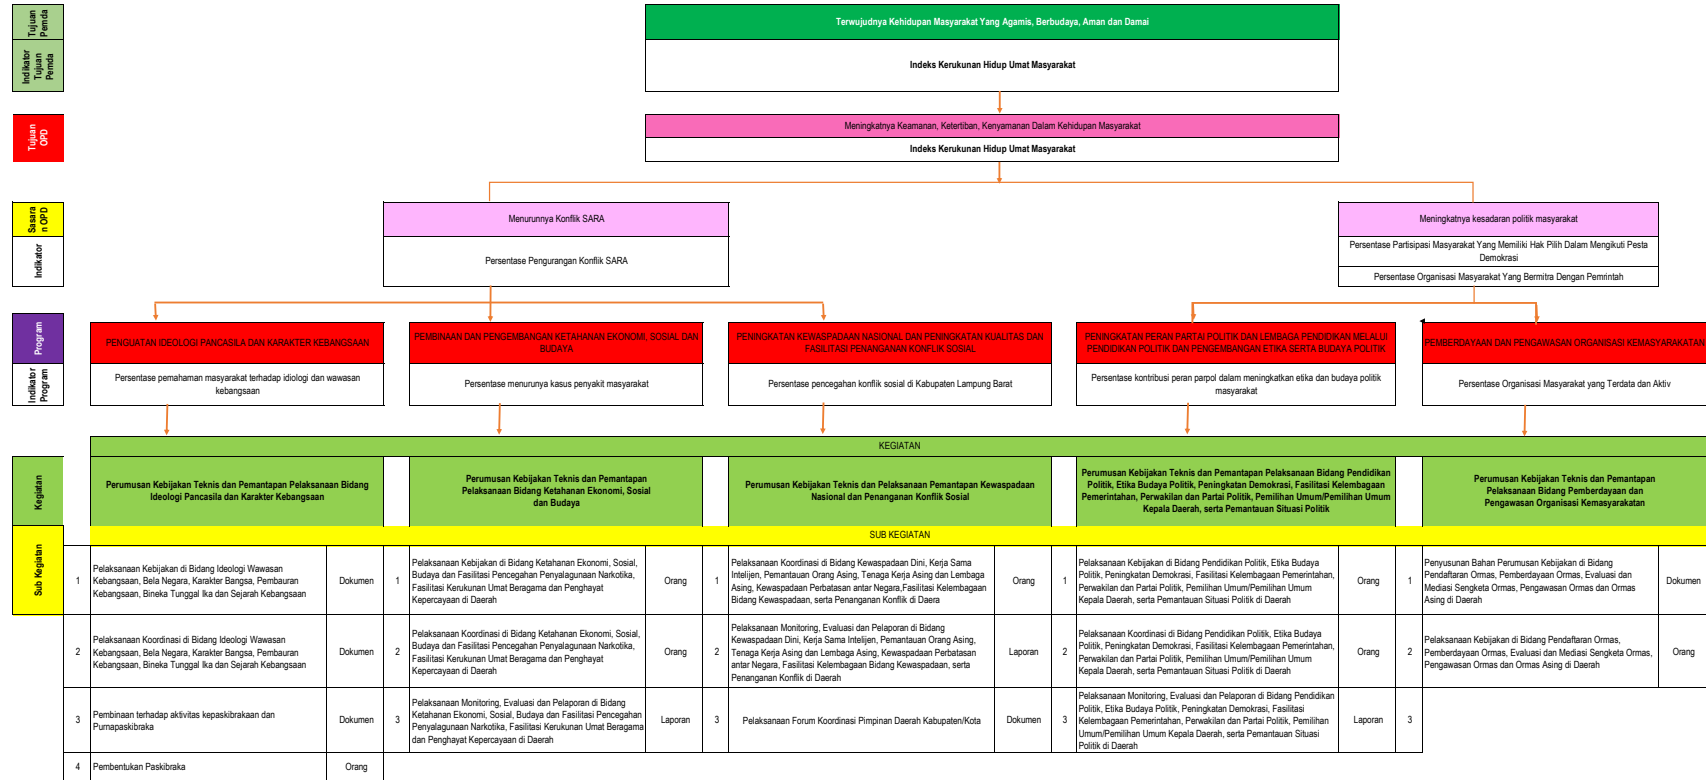 Tujuan
Pemda
Terwujudnya Kehidupan Masyarakat Yang Agamis, Berbudaya, Aman dan Damai
Indikator
Tujuan
Pemda
Indeks Kerukunan Hidup Umat Masyarakat
Tujuan
OPD
Meningkatnya Keamanan, Ketertiban, Kenyamanan Dalam Kehidupan Masyarakat
Indeks Kerukunan Hidup Umat Masyarakat
Sasara
n OPD
Menurunnya Konflik SARA
Meningkatnya kesadaran politik masyarakat
Indikator
Persentase Pengurangan Konflik SARA
Persentase Partisipasi Masyarakat Yang Memiliki Hak Pilih Dalam Mengikuti Pesta
Demokrasi
Persentase Organisasi Masyarakat Yang Bermitra Dengan Pemrintah
Program
PENGUATAN IDEOLOGI PANCASILA DAN KARAKTER KEBANGSAAN
PEMBINAAN DAN PENGEMBANGAN KETAHANAN EKONOMI, SOSIAL DAN
BUDAYA
PENINGKATAN KEWASPADAAN NASIONAL DAN PENINGKATAN KUALITAS DAN
FASILITASI PENANGANAN KONFLIK SOSIAL
PENINGKATAN PERAN PARTAI POLITIK DAN LEMBAGA PENDIDIKAN MELALUI
PENDIDIKAN POLITIK DAN PENGEMBANGAN ETIKA SERTA BUDAYA POLITIK
PEMBERDAYAAN DAN PENGAWASAN ORGANISASI KEMASYARAKATAN
Indikator
Program
Persentase pemahaman masyarakat terhadap idiologi dan wawasan
kebangsaan
Persentase menurunya kasus penyakit masyarakat
Persentase pencegahan konflik sosial di Kabupaten Lampung Barat
Persentase kontribusi peran parpol dalam meningkatkan etika dan budaya politik
masyarakat
Persentase Organisasi Masyarakat yang Terdata dan Aktiv
KEGIATAN
Kegiatan
Perumusan Kebijakan Teknis dan Pemantapan Pelaksanaan Bidang
Ideologi Pancasila dan Karakter Kebangsaan
Perumusan Kebijakan Teknis dan Pemantapan
Pelaksanaan Bidang Ketahanan Ekonomi, Sosial
dan Budaya
Perumusan Kebijakan Teknis dan Pelaksanaan Pemantapan Kewaspadaan
Nasional dan Penanganan Konflik Sosial
Perumusan Kebijakan Teknis dan Pemantapan Pelaksanaan Bidang Pendidikan
Politik, Etika Budaya Politik, Peningkatan Demokrasi, Fasilitasi Kelembagaan
Pemerintahan, Perwakilan dan Partai Politik, Pemilihan Umum/Pemilihan Umum
Kepala Daerah, serta Pemantauan Situasi Politik
Perumusan Kebijakan Teknis dan Pemantapan
Pelaksanaan Bidang Pemberdayaan dan
Pengawasan Organisasi Kemasyarakatan
Sub Kegiatan
SUB KEGIATAN
1
Pelaksanaan Kebijakan di Bidang Ideologi Wawasan
Kebangsaan, Bela Negara, Karakter Bangsa, Pembauran
Kebangsaan, Bineka Tunggal Ika dan Sejarah Kebangsaan
Dokumen
1
Pelaksanaan Kebijakan di Bidang Ketahanan Ekonomi, Sosial,
Budaya dan Fasilitasi Pencegahan Penyalagunaan Narkotika,
Fasilitasi Kerukunan Umat Beragama dan Penghayat
Kepercayaan di Daerah
Orang
1
Pelaksanaan Koordinasi di Bidang Kewaspadaan Dini, Kerja Sama
Intelijen, Pemantauan Orang Asing, Tenaga Kerja Asing dan Lembaga
Asing, Kewaspadaan Perbatasan antar Negara,Fasilitasi Kelembagaan
Bidang Kewaspadaan, serta Penanganan Konflik di Daera
Orang
1
Pelaksanaan Kebijakan di Bidang Pendidikan Politik, Etika Budaya
Politik, Peningkatan Demokrasi, Fasilitasi Kelembagaan Pemerintahan,
Perwakilan dan Partai Politik, Pemilihan Umum/Pemilihan Umum
Kepala Daerah, serta Pemantauan Situasi Politik di Daerah
Orang
1
Penyusunan Bahan Perumusan Kebijakan di Bidang
Pendaftaran Ormas, Pemberdayaan Ormas, Evaluasi dan
Mediasi Sengketa Ormas, Pengawasan Ormas dan Ormas
Asing di Daerah
Dokumen
2
Pelaksanaan Koordinasi di Bidang Ideologi Wawasan
Kebangsaan, Bela Negara, Karakter Bangsa, Pembauran
Kebangsaan, Bineka Tunggal Ika dan Sejarah Kebangsaan
Dokumen
2
Pelaksanaan Koordinasi di Bidang Ketahanan Ekonomi, Sosial,
Budaya dan Fasilitasi Pencegahan Penyalagunaan Narkotika,
Fasilitasi Kerukunan Umat Beragama dan Penghayat
Kepercayaan di Daerah
Orang
2
Pelaksanaan Monitoring, Evaluasi dan Pelaporan di Bidang
Kewaspadaan Dini, Kerja Sama Intelijen, Pemantauan Orang Asing,
Tenaga Kerja Asing dan Lembaga Asing, Kewaspadaan Perbatasan
antar Negara, Fasilitasi Kelembagaan Bidang Kewaspadaan, serta
Penanganan Konflik di Daerah
Laporan
2
Pelaksanaan Koordinasi di Bidang Pendidikan Politik, Etika Budaya
Politik, Peningkatan Demokrasi, Fasilitasi Kelembagaan Pemerintahan,
Perwakilan dan Partai Politik, Pemilihan Umum/Pemilihan Umum
Kepala Daerah, serta Pemantauan Situasi Politik di Daerah
Orang
2
Pelaksanaan Kebijakan di Bidang Pendaftaran Ormas,
Pemberdayaan Ormas, Evaluasi dan Mediasi Sengketa Ormas,
Pengawasan Ormas dan Ormas Asing di Daerah
Orang
3
Pembinaan terhadap aktivitas kepaskibrakaan dan
Purnapaskibraka
Dokumen
3
Pelaksanaan Monitoring, Evaluasi dan Pelaporan di Bidang
Ketahanan Ekonomi, Sosial, Budaya dan Fasilitasi Pencegahan
Penyalagunaan Narkotika, Fasilitasi Kerukunan Umat Beragama
dan Penghayat Kepercayaan di Daerah
Laporan
3
Pelaksanaan Forum Koordinasi Pimpinan Daerah Kabupaten/Kota
Dokumen
3
Pelaksanaan Monitoring, Evaluasi dan Pelaporan di Bidang Pendidikan
Politik, Etika Budaya Politik, Peningkatan Demokrasi, Fasilitasi
Kelembagaan Pemerintahan, Perwakilan dan Partai Politik, Pemilihan
Umum/Pemilihan Umum Kepala Daerah, serta Pemantauan Situasi
Politik di Daerah
Laporan
3
4
Pembentukan Paskibraka
Orang